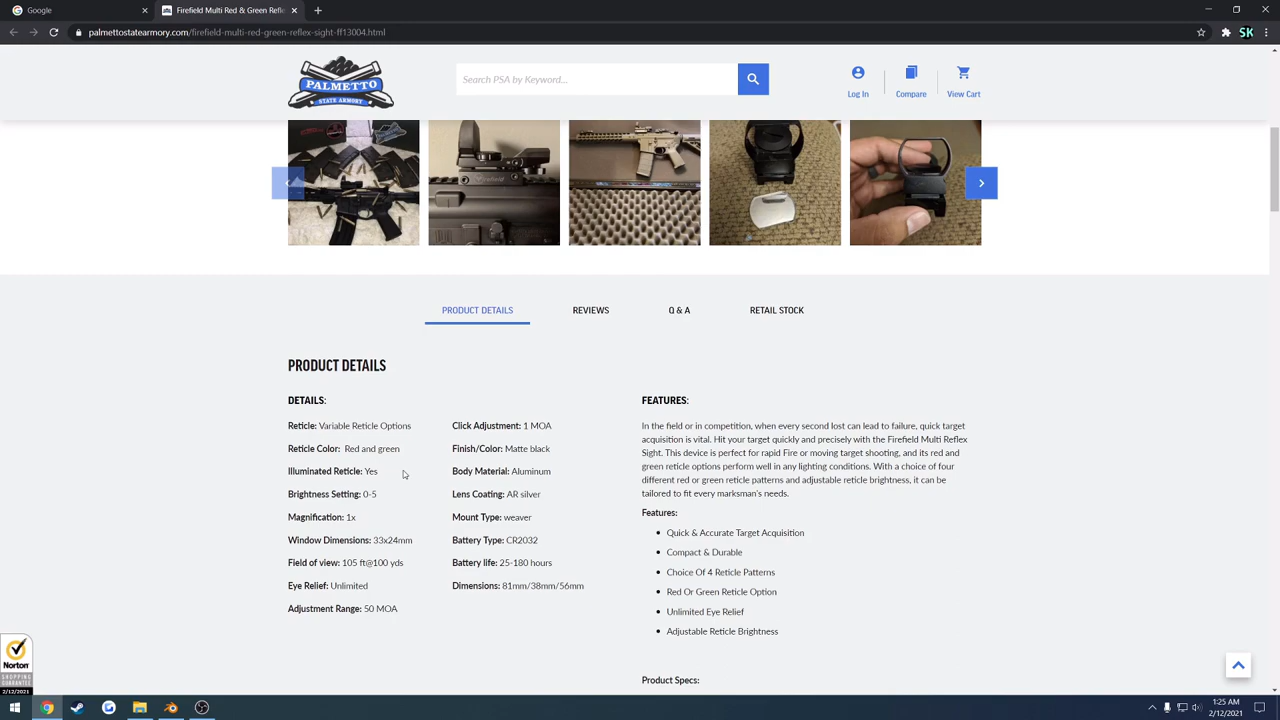 Google
Firefield Multi Red & Green Refle
palmettostatearmory.com/firefield-multi-red-green-reflex-sight-ff13004.html
SK
PALMETTO
STATE ARMORY
Search PSA by Keyword...
Log In
Compare
View Cart
PRODUCT DETAILS
REVIEWS
Q & A
RETAIL STOCK
PRODUCT DETAILS
DETAILS:
Reticle: Variable Reticle Options
Reticle Color: Red and green
Illuminated Reticle: Yes
Brightness Setting: 0-5
Magnification: 1x
Window Dimensions: 33x24mm
Field of view: 105 ft@100 yds
Eye Relief: Unlimited
Adjustment Range: 50 MOA
Click Adjustment: 1 MOA
Finish/Color: Matte black
Body Material: Aluminum
Lens Coating: AR silver
Mount Type: weaver
Battery Type: CR2032
Battery life: 25-180 hours
Dimensions: 81mm/38mm/56mm
FEATURES:
In the field or in competition, when every second lost can lead to failure, quick target
acquisition is vital. Hit your target quickly and precisely with the Firefield Multi Reflex
Sight. This device is perfect for rapid Fire or moving target shooting, and its red and
green reticle options perform well in any lighting conditions. With a choice of four
different red or green reticle patterns and adjustable reticle brightness, it can be
tailored to fit every marksman's needs.
Features:
Quick & Accurate Target Acquisition
Compact & Durable
Choice Of 4 Reticle Patterns
Red Or Green Reticle Option
Unlimited Eye Relief
Adjustable Reticle Brightness
Product Specs:
Norton
SHOPPING
GUARANTEE
2/12/2021
1:25 AM
2/12/2021